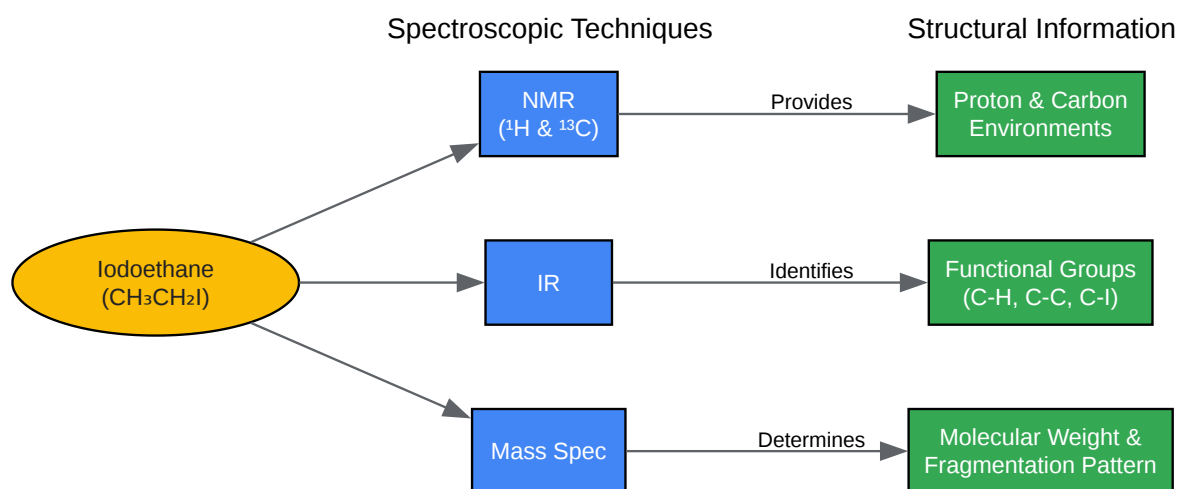 Spectroscopic Techniques
Structural Information
NMR
(¹H & ¹³C)
Provides
Proton & Carbon
Environments
Iodoethane
(CH₃CH₂I)
IR
Identifies
Functional Groups
(C-H, C-C, C-I)
Mass Spec
Determines
Molecular Weight &
Fragmentation Pattern